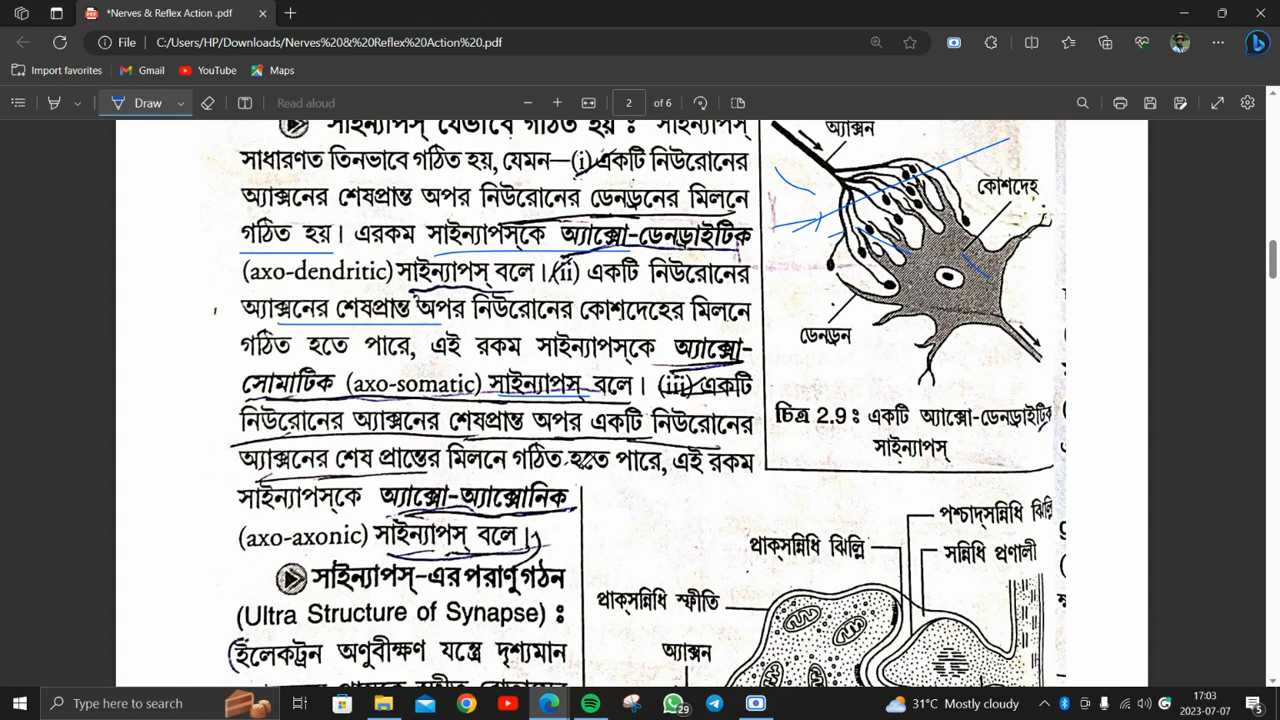 *Nerves & Reflex Action .pdf
File C:/Users/HP/Downloads/Nerves%20&%20Reflex%20Action%20.pdf
Import favorites Gmail YouTube Maps
Draw Read aloud 2 of 6
সাইন্যাপস্ যেভাবে গঠিত হয় : সাইন্যাপস্
সাধারণত তিনভাবে গঠিত হয়, যেমন—(i) একটি নিউরোনের
অ্যাক্সনের শেষপ্রান্ত অপর নিউরোনের ডেনড্রনের মিলনে
গঠিত হয়। এরকম সাইন্যাপস্‌কে অ্যাক্সো-ডেনড্রাইটিক
(axo-dendritic) সাইন্যাপস্ বলে। (ii) একটি নিউরোনের
অ্যাক্সনের শেষপ্রান্ত অপর নিউরোনের কোশদেহের মিলনে
গঠিত হতে পারে, এই রকম সাইন্যাপস্‌কে অ্যাক্সো-
সোমাটিক (axo-somatic) সাইন্যাপস্ বলে। (iii) একটি
নিউরোনের অ্যাক্সনের শেষপ্রান্ত অপর একটি নিউরোনের
অ্যাক্সনের শেষ প্রান্তের মিলনে গঠিত হতে পারে, এই রকম
সাইন্যাপস্‌কে অ্যাক্সো-অ্যাক্সোনিক
(axo-axonic) সাইন্যাপস্ বলে।
সাইন্যাপস্-এর পরাণু গঠন
(Ultra Structure of Synapse) :
ইলেকট্রন অণুবীক্ষণ যন্ত্রে দৃশ্যমান
অ্যাক্সন
কোশদেহ
ডেনড্রন
চিত্র 2.9 : একটি অ্যাক্সো-ডেনড্রাইটিক
সাইন্যাপস্
পশ্চাদ্‌সন্নিধি ঝিল্লি
প্রাক্‌সন্নিধি ঝিল্লি
সন্নিধি প্রণালী
প্রাক্‌সন্নিধি স্ফীতি
অ্যাক্সন
Type here to search
29
31°C Mostly cloudy
17:03
2023-07-07
5